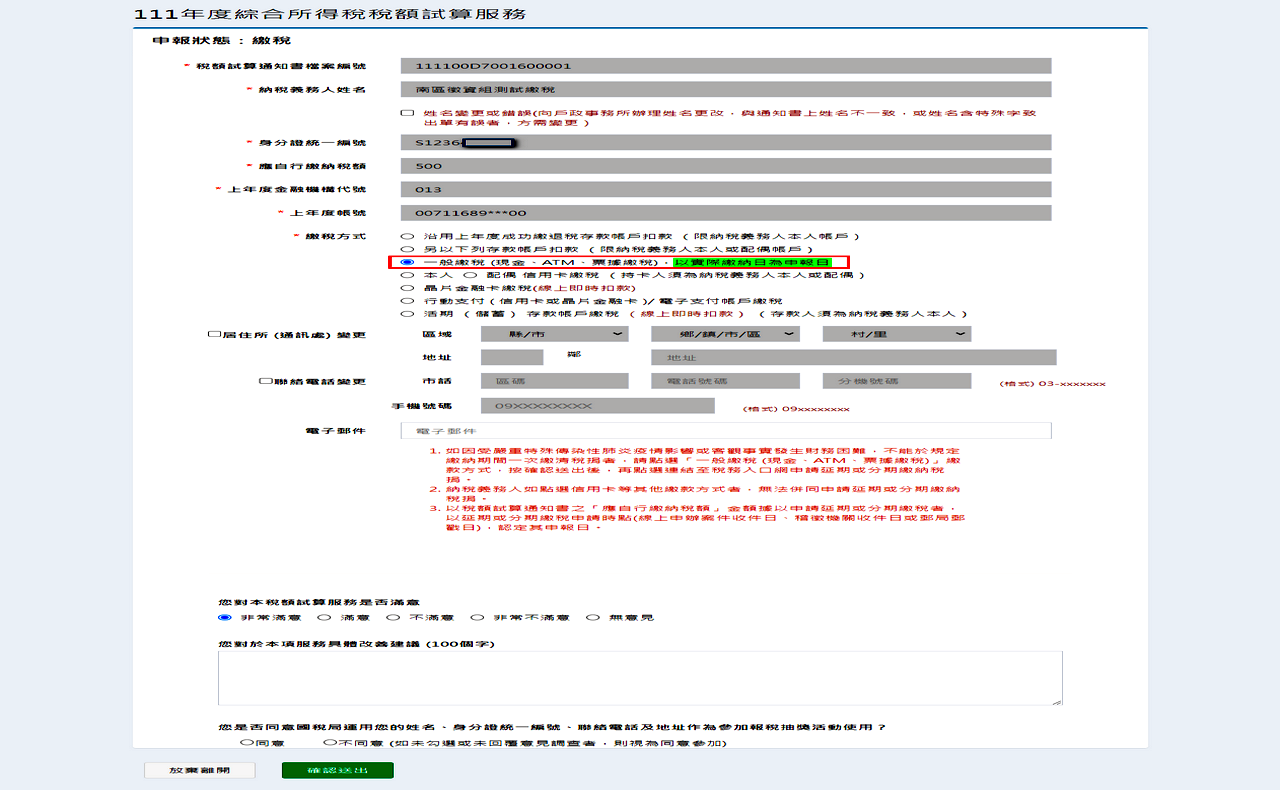 111年度綜合所得稅稅額試算服務
申報狀態：繳稅
* 稅額試算通知書檔案編號 111100D7001600001
* 納稅義務人姓名 南區徵資組測試繳稅
姓名變更或錯誤(向戶政事務所辦理姓名更改，與通知書上姓名不一致，或姓名含特殊字致
出單有誤者，方需變更)
* 身分證統一編號 S1236
* 應自行繳納稅額 500
* 上年度金融機構代號 013
* 上年度帳號 00711689***00
* 繳稅方式 沿用上年度成功繳退稅存款帳戶扣款（限納稅義務人本人帳戶）
另以下列存款帳戶扣款（限納稅義務人本人或配偶帳戶）
一般繳稅 (現金、ATM、票據繳稅)，以實際繳納日為申報日
本人 配偶 信用卡繳稅（持卡人須為納稅義務人本人或配偶）
晶片金融卡繳稅(線上即時扣款)
行動支付（信用卡或晶片金融卡）/ 電子支付帳戶繳稅
活期（儲蓄）存款帳戶繳稅（線上即時扣款）（存款人須為納稅義務人本人）
居住所 (通訊處) 變更 區域 縣/市 鄉/鎮/市/區 村/里
地址 鄰 地址
聯絡電話變更 市話 區碼 電話號碼 分機號碼 (格式) 03-xxxxxxx
手機號碼 09XXXXXXXX (格式) 09xxxxxxxx
電子郵件 電子郵件
1. 如因受嚴重特殊傳染性肺炎疫情影響或客觀事實發生財務困難，不能於規定
繳納期間一次繳清稅捐者，請點選「一般繳稅 (現金、ATM、票據繳稅)」繳
款方式，按確認送出後，再點選連結至稅務入口網申請延期或分期繳納稅
捐。
2. 納稅義務人如點選信用卡等其他繳款方式者，無法併同申請延期或分期繳納
稅捐。
3. 以稅額試算通知書之「應自行繳納稅額」金額據以申請延期或分期繳稅者，
以延期或分期繳稅申請時點(線上申辦案件收件日、稽徵機關收件日或郵局郵
戳日)，認定其申報日。
您對本稅額試算服務是否滿意
非常滿意 滿意 不滿意 非常不滿意 無意見
您對於本項服務具體改善建議 (100個字)
您是否同意國稅局運用您的姓名、身分證統一編號、聯絡電話及地址作為參加報稅抽獎活動使用？
同意 不同意 (如未勾選或未回覆意見調查者，則視為同意參加)
放棄離開 確認送出